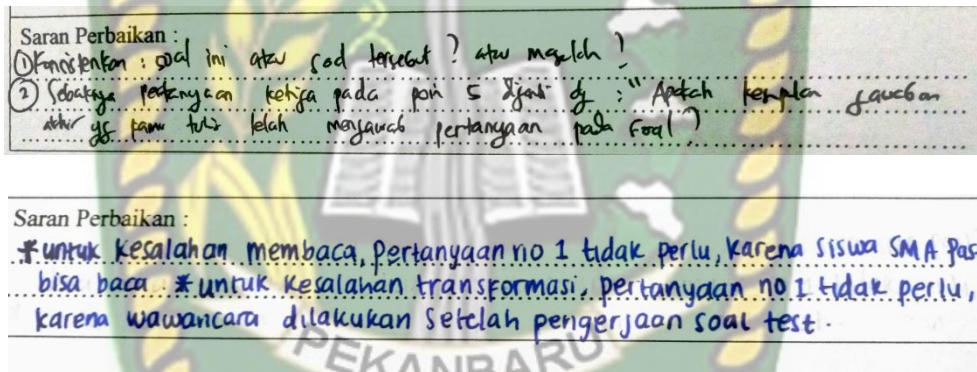 Saran Perbaikan :
① Konsistenkan : soal ini atau soal tersebut ? atau masalah ?
② Sebaiknya pertanyaan ketiga pada poin 5 diganti dg : "Apakah jawaban
akhir yg kamu tulis telah menjawab pertanyaan pada soal ?
Saran Perbaikan :
* untuk kesalahan membaca, pertanyaan no 1 tidak perlu, karena siswa SMA pas
bisa baca. * untuk kesalahan transformasi, pertanyaan no 1 tidak perlu,
karena wawancara dilakukan setelah pengerjaan soal test.
PEKANBARU